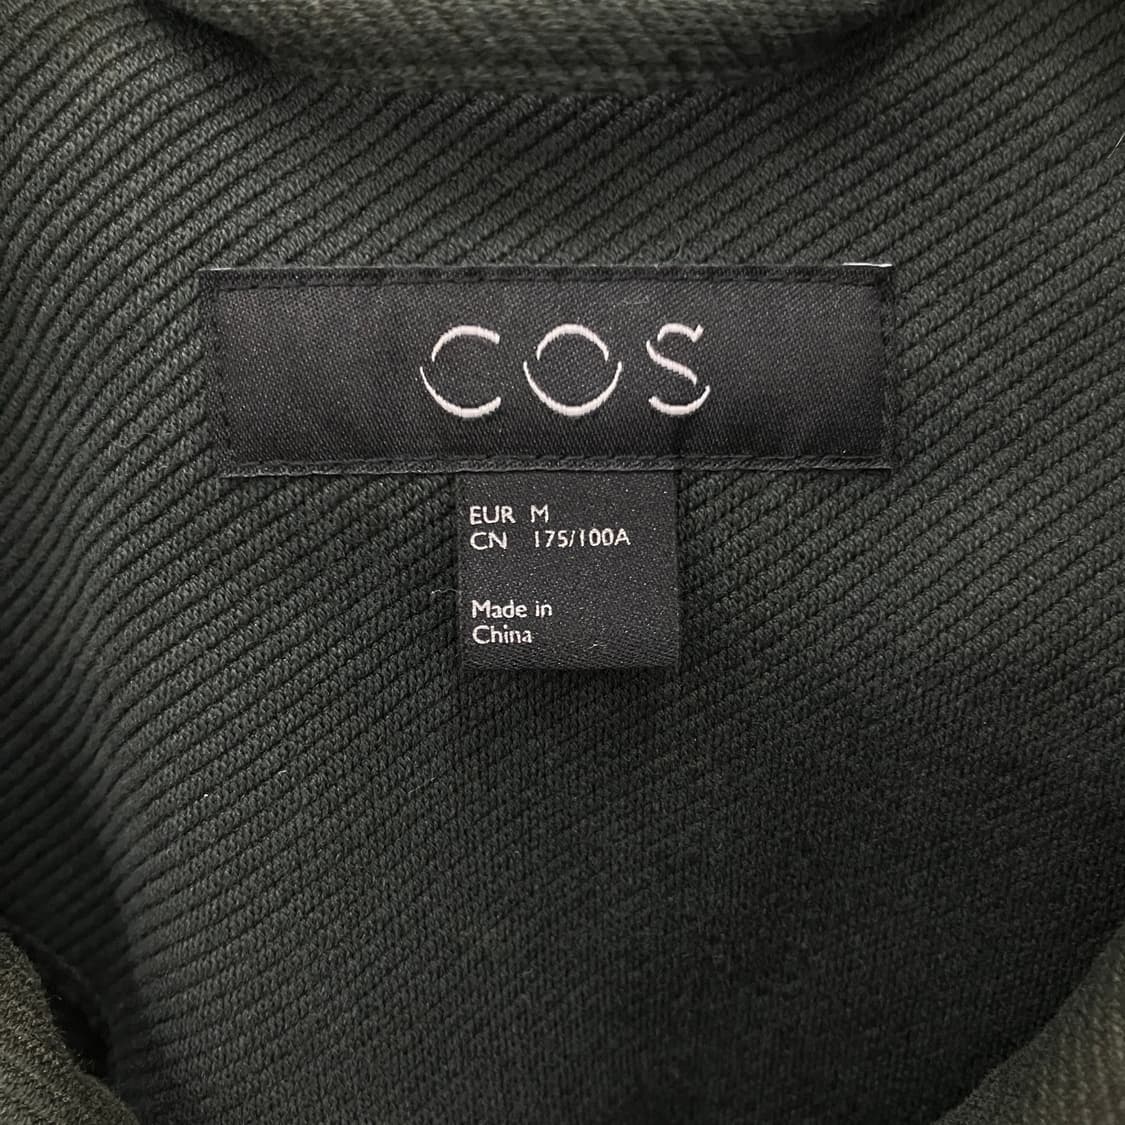 COS
EUR M
CN 175/100A
Made in
China